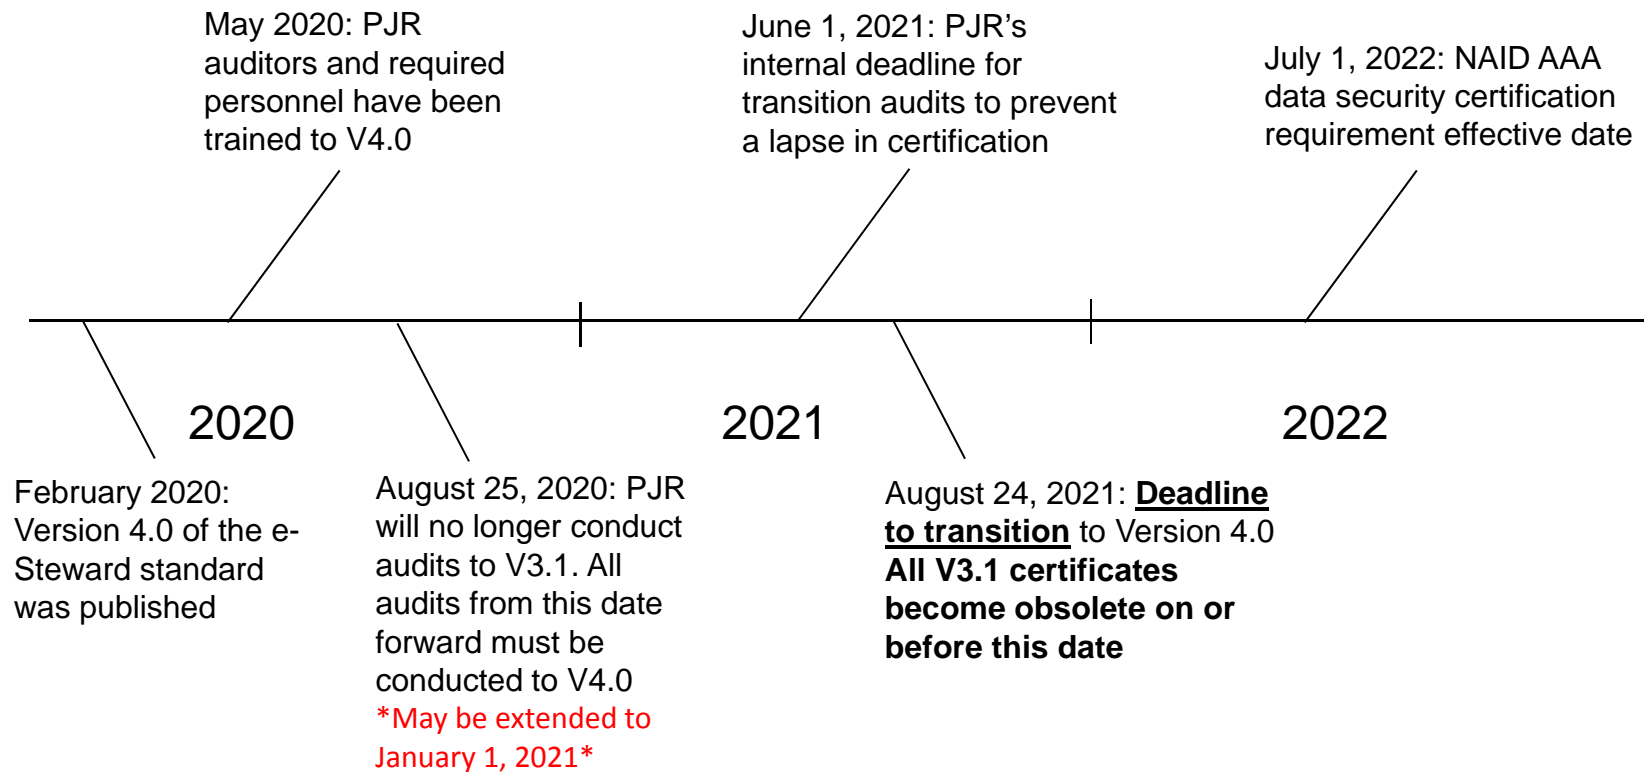 May 2020: PJR
auditors and required
personnel have been
trained to V4.0
June 1, 2021: PJR’s
internal deadline for
transition audits to prevent
a lapse in certification
July 1, 2022: NAID AAA
data security certification
requirement effective date
2020
2021
2022
February 2020:
Version 4.0 of the e-
Steward standard
was published
August 25, 2020: PJR
will no longer conduct
audits to V3.1. All
audits from this date
forward must be
conducted to V4.0
*May be extended to
January 1, 2021*
August 24, 2021: Deadline
to transition to Version 4.0
All V3.1 certificates
become obsolete on or
before this date